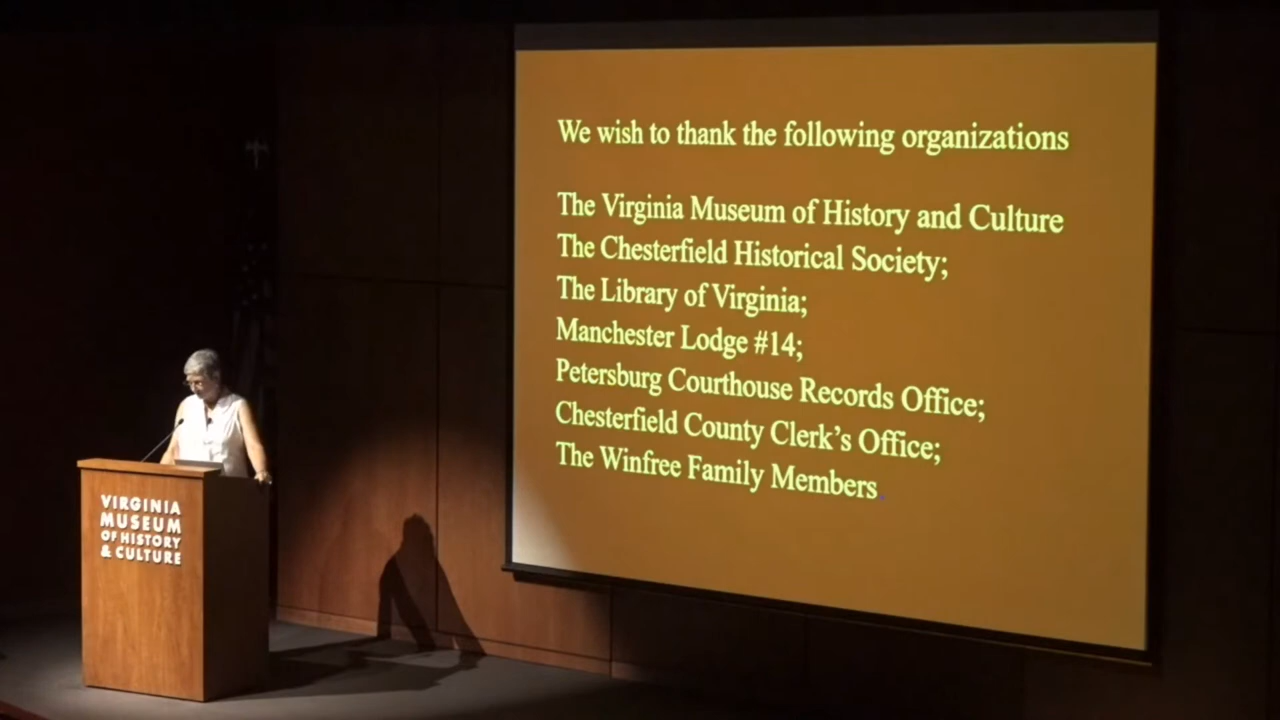 We wish to thank the following organizations
The Virginia Museum of History and Culture
The Chesterfield Historical Society;
The Library of Virginia;
Manchester Lodge #14;
Petersburg Courthouse Records Office;
Chesterfield County Clerk’s Office;
The Winfree Family Members.
VIRGINIA
MUSEUM
OF HISTORY
& CULTURE